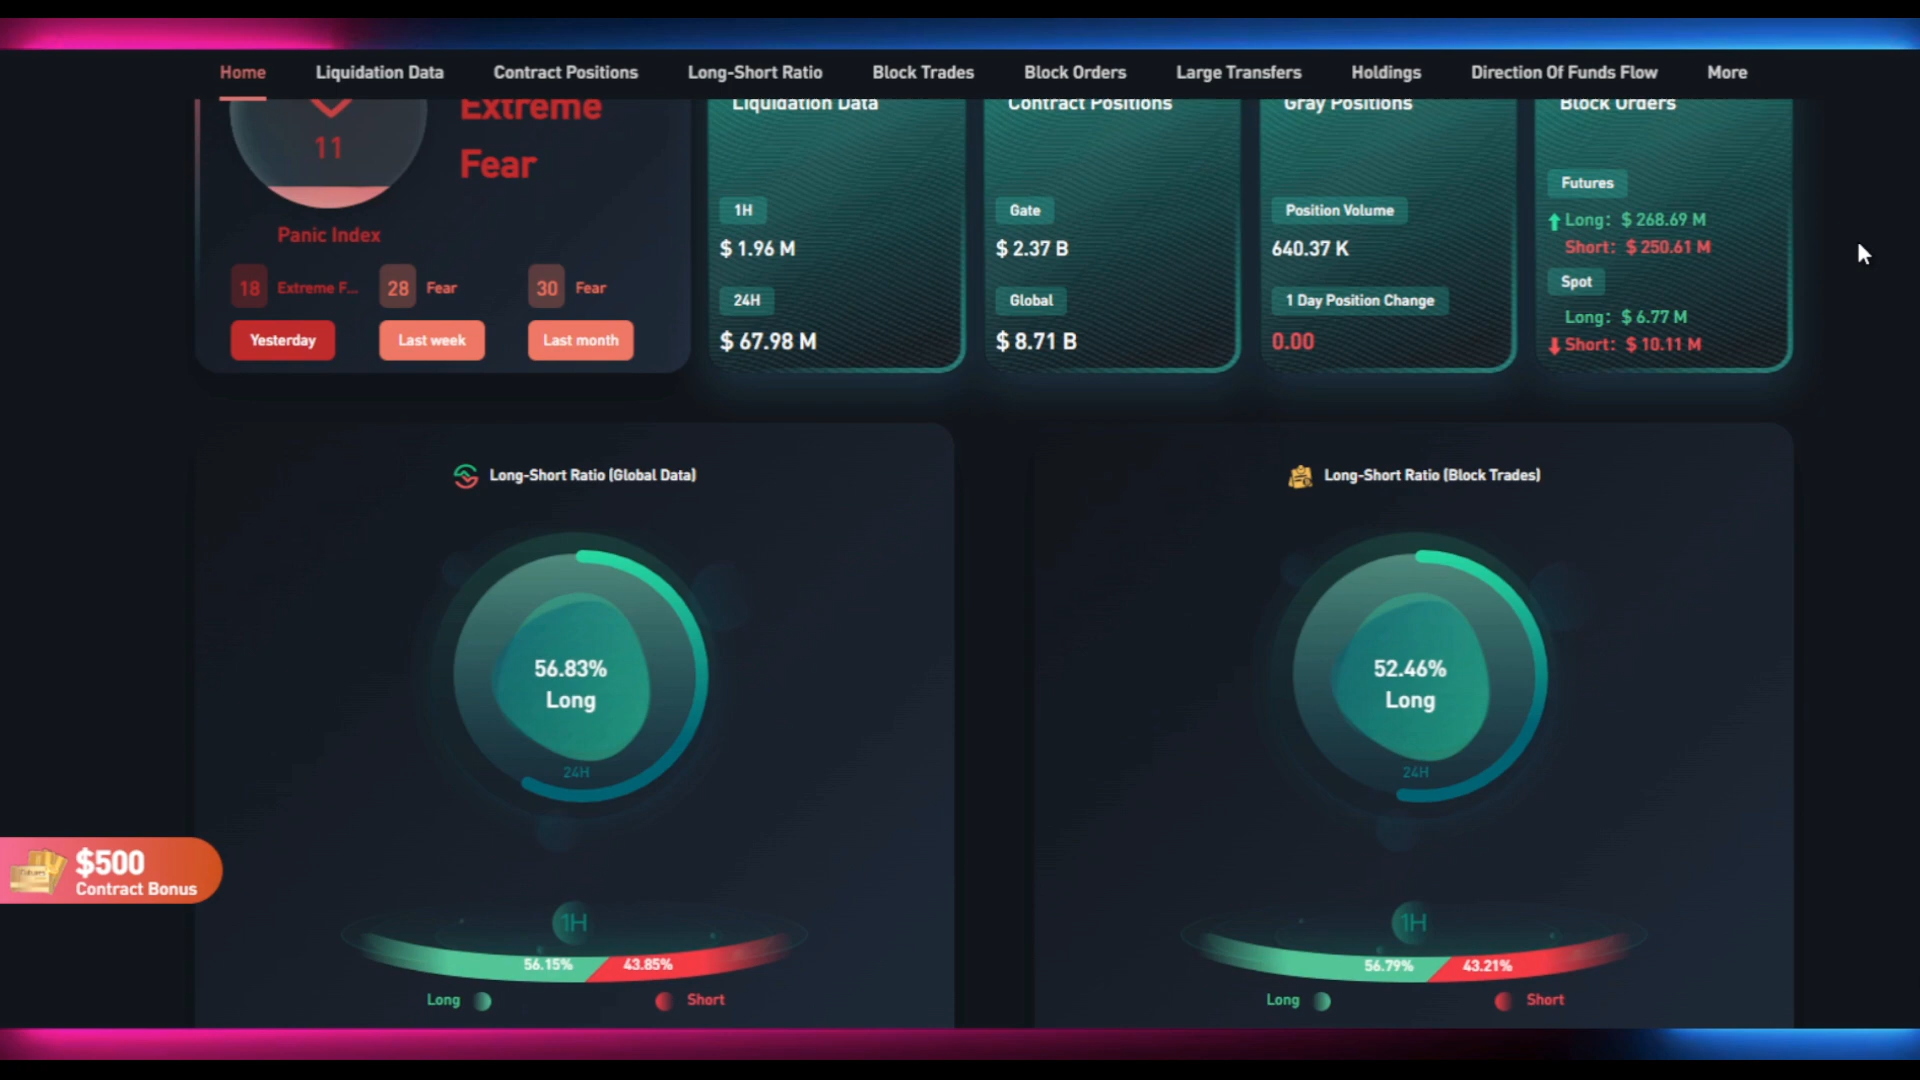 Home Liquidation Data Contract Positions Long-Short Ratio Block Trades Block Orders Large Transfers Holdings Direction Of Funds Flow More
11
Panic Index
Extreme
Fear
18 Extreme F... 28 Fear 30 Fear
Yesterday Last week Last month
Liquidation Data
1H
$ 1.96 M
24H
$ 67.98 M
Contract Positions
Gate
$ 2.37 B
Global
$ 8.71 B
Gray Positions
Position Volume
640.37 K
1 Day Position Change
0.00
Block Orders
Futures
Long: $ 268.69 M
Short: $ 250.61 M
Spot
Long: $ 6.77 M
Short: $ 10.11 M
Long-Short Ratio (Global Data)
56.83%
Long
24H
1H
56.15% 43.85%
Long Short
Long-Short Ratio (Block Trades)
52.46%
Long
24H
1H
56.79% 43.21%
Long Short
$500
Contract Bonus